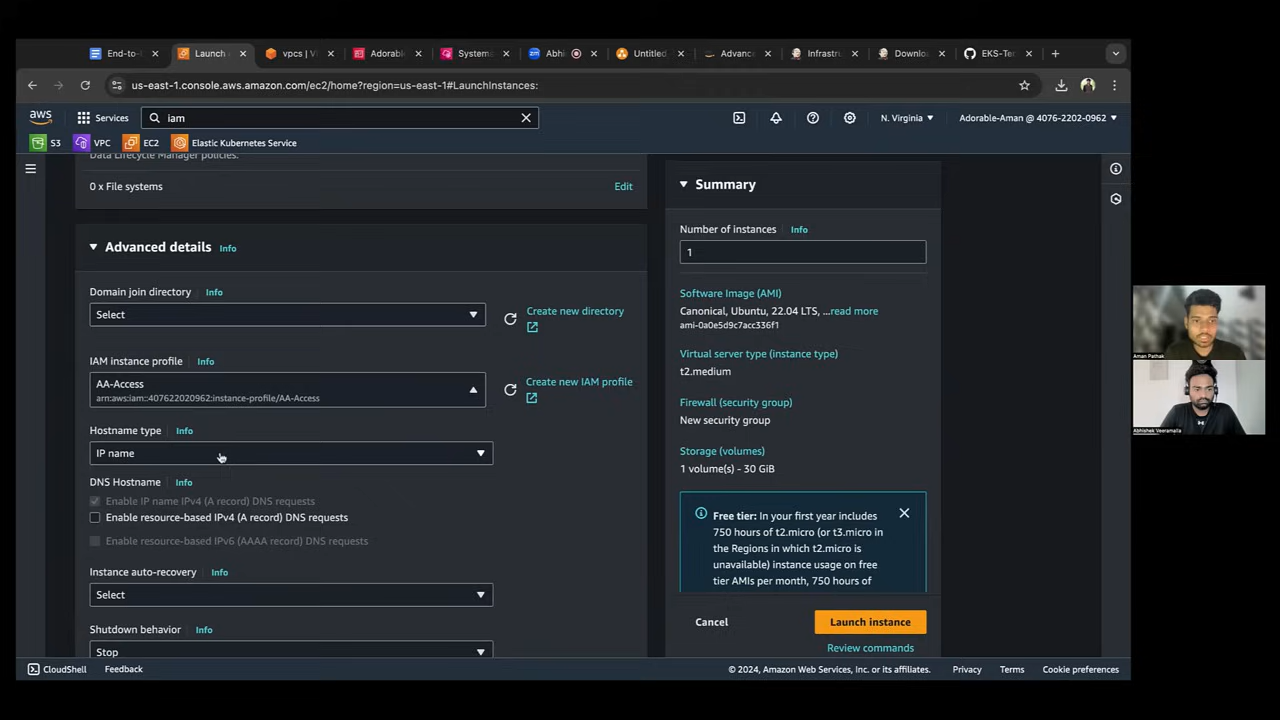 End-to-
Launch
vpcs | V
Adorabl
System
Abhi
Untitled
Advanc
Infrastru
Downlo
EKS-Ter
us-east-1.console.aws.amazon.com/ec2/home?region=us-east-1#LaunchInstances:
aws
Services
iam
N. Virginia
Adorable-Aman @ 4076-2202-0962
S3
VPC
EC2
Elastic Kubernetes Service
Data Lifecycle Manager policies.
0 x File systems
Edit
Advanced details
Info
Domain join directory
Info
Select
Create new directory
IAM instance profile
Info
AA-Access
arn:aws:iam::407622020962:instance-profile/AA-Access
Create new IAM profile
Hostname type
Info
IP name
DNS Hostname
Info
Enable IP name IPv4 (A record) DNS requests
Enable resource-based IPv4 (A record) DNS requests
Enable resource-based IPv6 (AAAA record) DNS requests
Instance auto-recovery
Info
Select
Shutdown behavior
Info
Stop
Summary
Number of instances
Info
1
Software Image (AMI)
Canonical, Ubuntu, 22.04 LTS, ...read more
ami-0a0e5d9c7acc336f1
Virtual server type (instance type)
t2.medium
Firewall (security group)
New security group
Storage (volumes)
1 volume(s) - 30 GiB
Free tier: In your first year includes
750 hours of t2.micro (or t3.micro in
the Regions in which t2.micro is
unavailable) instance usage on free
tier AMIs per month, 750 hours of
Cancel
Launch instance
Review commands
Aman Pathak
Abhishek Veeramalla
CloudShell
Feedback
© 2024, Amazon Web Services, Inc. or its affiliates.
Privacy
Terms
Cookie preferences